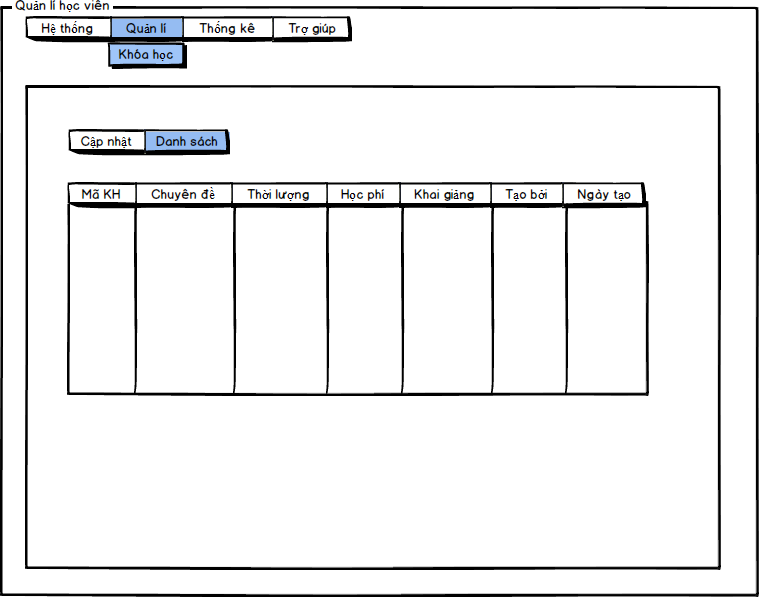 Quản lí học viên
Hệ thống Quản lí Thống kê Trợ giúp
Khóa học
Cập nhật Danh sách
Mã KH Chuyên đề Thời lượng Học phí Khai giảng Tạo bởi Ngày tạo